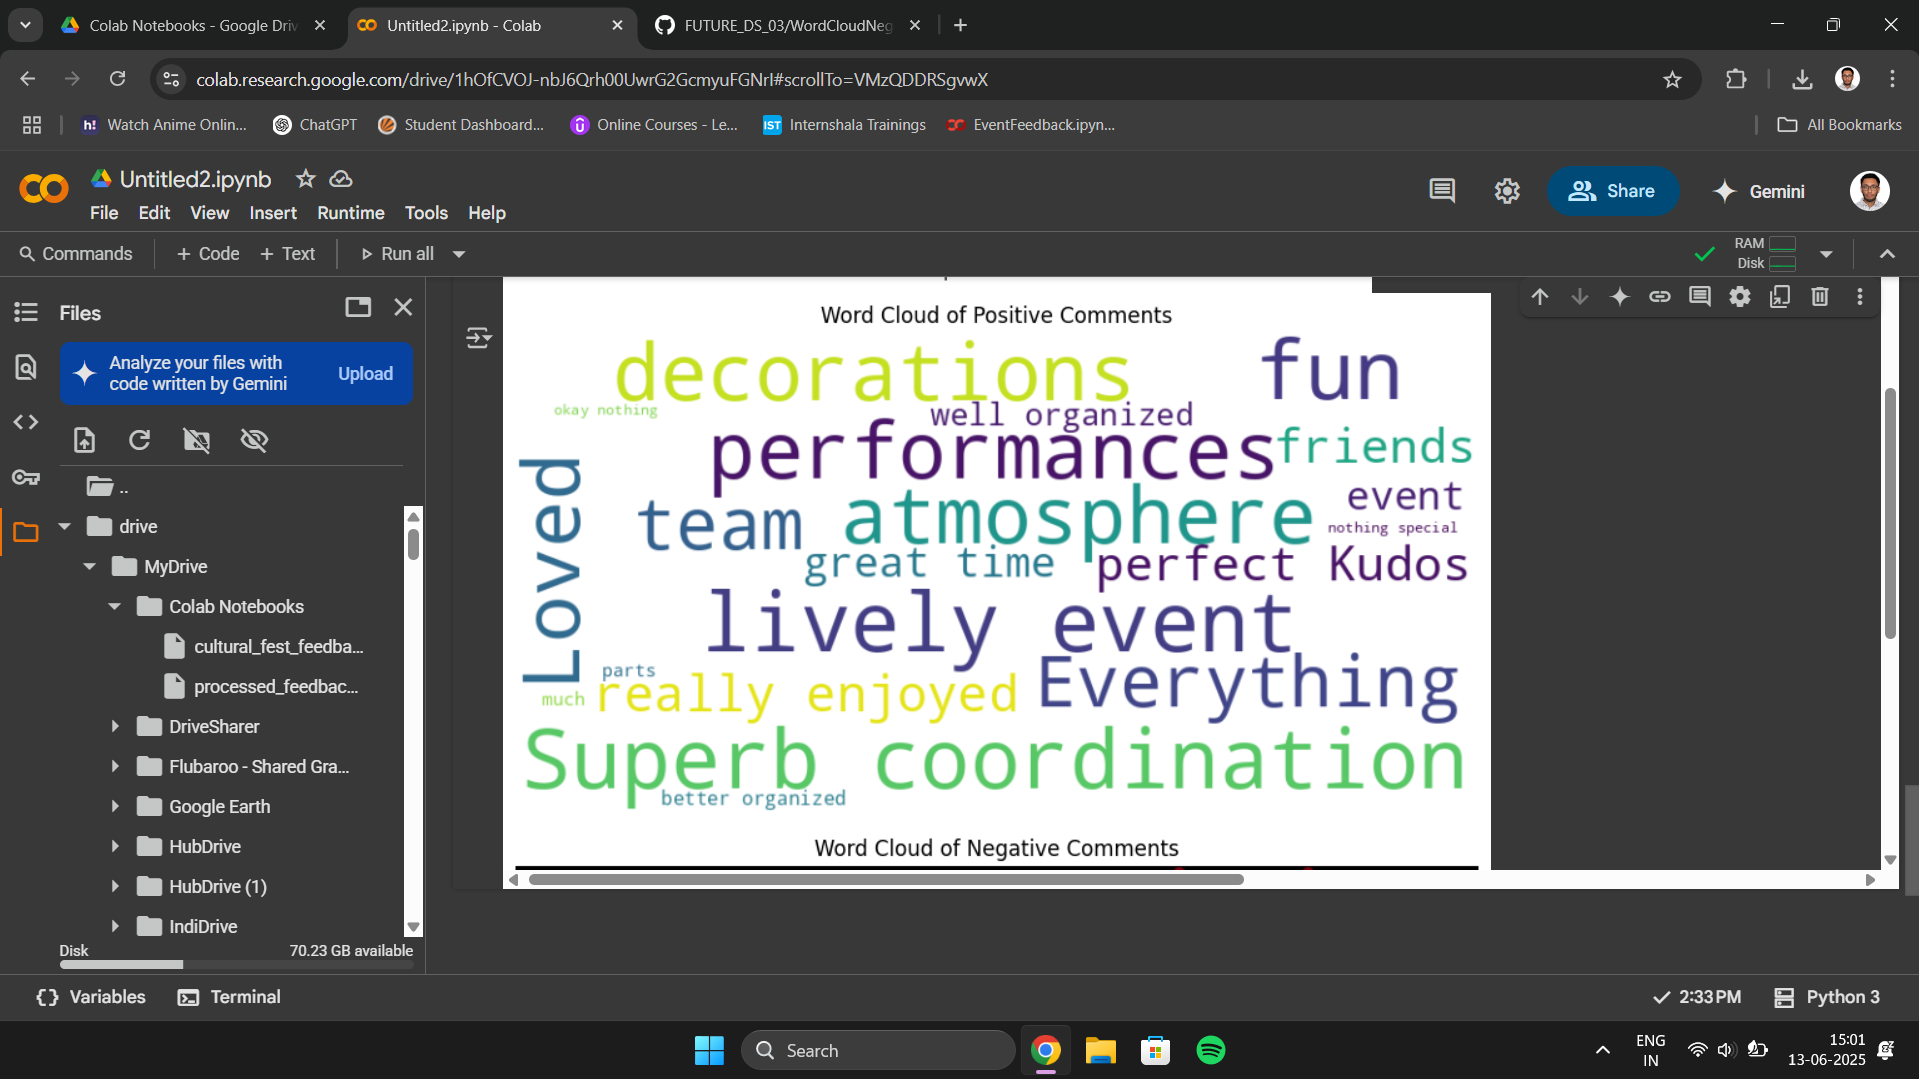 Colab Notebooks - Google Driv
Untitled2.ipynb - Colab
FUTURE_DS_03/WordCloudNeg
colab.research.google.com/drive/1hOfCVOJ-nbJ6Qrh00UwrG2GcmyuFGNrI#scrollTo=VMzQDDRSgvwX
h! Watch Anime Onlin...
ChatGPT
Student Dashboard...
Online Courses - Le...
IST Internshala Trainings
EventFeedback.ipyn...
All Bookmarks
Untitled2.ipynb
File Edit View Insert Runtime Tools Help
Share
Gemini
Commands
+ Code + Text
Run all
RAM
Disk
Files
Analyze your files with
code written by Gemini
Upload
..
drive
MyDrive
Colab Notebooks
cultural_fest_feedba...
processed_feedbac...
DriveSharer
Flubaroo - Shared Gra...
Google Earth
HubDrive
HubDrive (1)
IndiDrive
Disk 70.23 GB available
Word Cloud of Positive Comments
decorations
fun
okay nothing
well organized
performances
friends
Loved
team
atmosphere
event
nothing special
great time
perfect
Kudos
lively event
parts
Everything
much
really enjoyed
Superb coordination
better organized
Word Cloud of Negative Comments
Variables
Terminal
2:33 PM
Python 3
Search
ENG
IN
15:01
13-06-2025